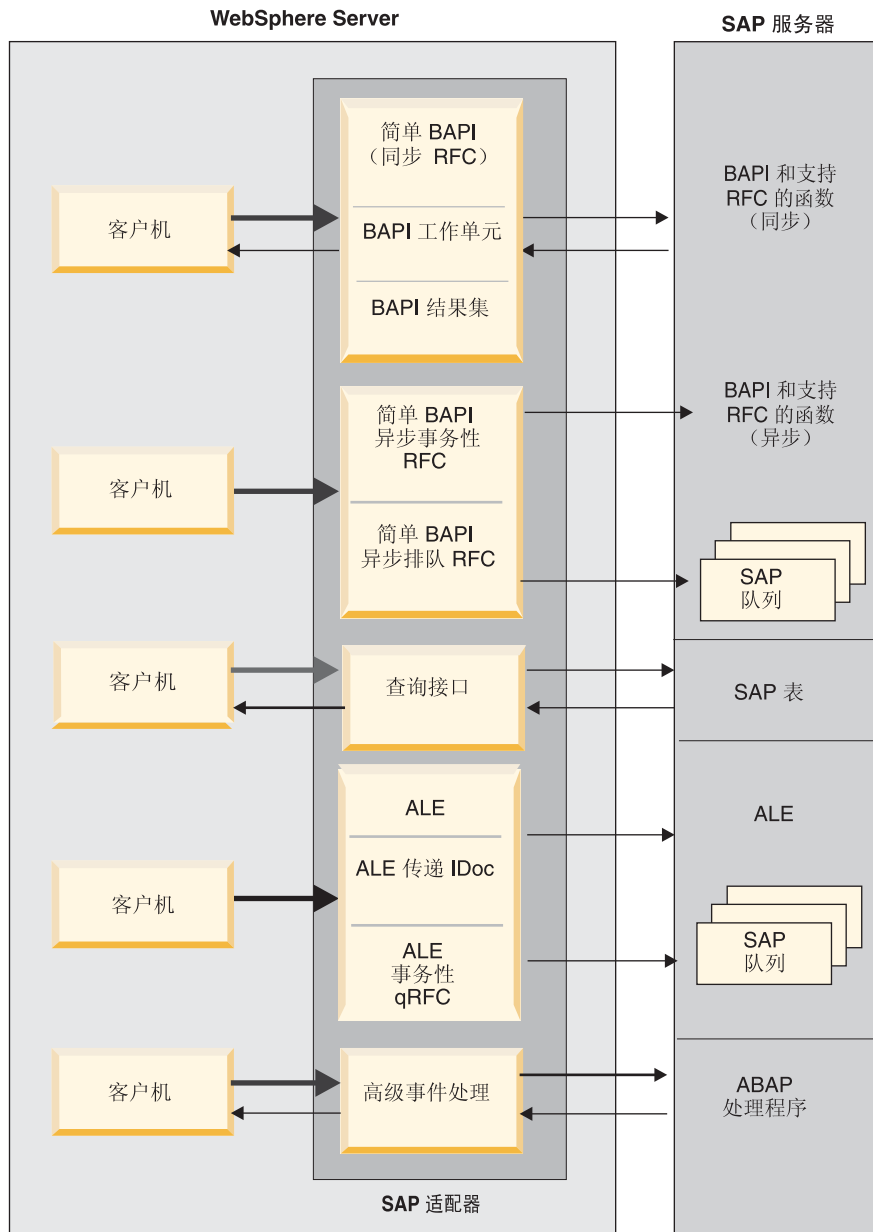 WebSphere Server
SAP 服务器
客户机
简单 BAPI
（同步 RFC）
BAPI 工作单元
BAPI 结果集
BAPI 和支持
RFC 的函数
（同步）
客户机
简单 BAPI
异步事务性
RFC
简单 BAPI
异步排队 RFC
BAPI 和支持
RFC 的函数
（异步）
SAP
队列
客户机
查询接口
SAP 表
客户机
ALE
ALE 传递 IDoc
ALE
事务性
qRFC
ALE
SAP
队列
客户机
高级事件处理
ABAP
处理程序
SAP 适配器